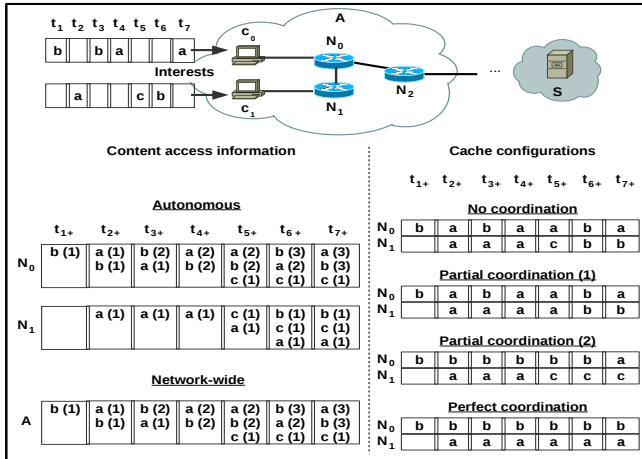 t1 t2 t3 t4 t5 t6 t7
b b a a
Interests
a c b
c0
c1
A
N0
N1
N2
...
S
Content access information
Autonomous
t1+ t2+ t3+ t4+ t5+ t6+ t7+
N0
b (1) a (1) b (2) a (2) a (2) b (3) a (3)
b (1) a (1) b (2) b (2) a (2) b (3)
c (1) c (1) c (1)
N1
a (1) a (1) a (1) c (1) b (1) b (1)
a (1) c (1) c (1)
a (1) a (1)
Network-wide
A
b (1) a (1) b (2) a (2) a (2) b (3) a (3)
b (1) a (1) b (2) b (2) a (2) b (3)
c (1) c (1) c (1)
Cache configurations
t1+ t2+ t3+ t4+ t5+ t6+ t7+
No coordination
N0 b a b a a b a
N1 a a a c b b
Partial coordination (1)
N0 b a b a a b a
N1 a a a a b b
Partial coordination (2)
N0 b b b b b b a
N1 a a a c c c
Perfect coordination
N0 b b b b b b b
N1 a a a a a a